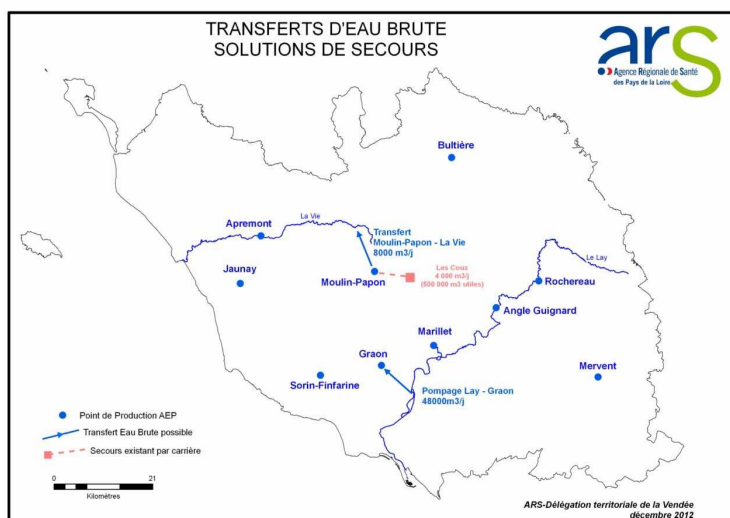 TRANSFERTS D'EAU BRUTE
SOLUTIONS DE SECOURS
ars
Agence Régionale de Santé
des Pays de la Loire
Bultière
La Vie
Apremont
Transfert
Moulin-Papon - La Vie
8000 m3/j
Le Lay
Jaunay
Moulin-Papon
Les Cous
4 000 m3/j
(500 000 m3 utiles)
Rochereau
Angle Guignard
Marillet
Graon
Sorin-Finfarine
Mervent
Pompage Lay - Graon
48000m3/j
Point de Production AEP
Transfert Eau Brute possible
Secours existant par carrière
0 21
Kilomètres
ARS-Délégation territoriale de la Vendée
décembre 2012